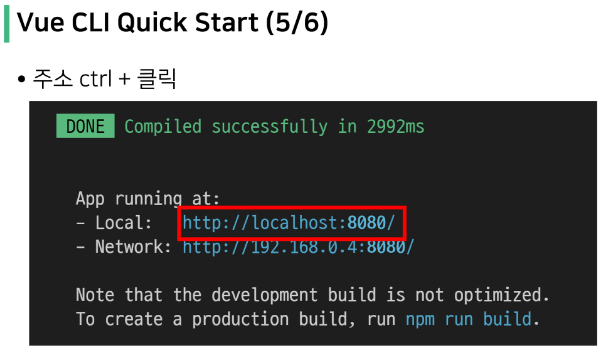 Vue CLI Quick Start (5/6)
• 주소 ctrl + 클릭
DONE Compiled successfully in 2992ms
App running at:
- Local: http://localhost:8080/
- Network: http://192.168.0.4:8080/
Note that the development build is not optimized.
To create a production build, run npm run build.